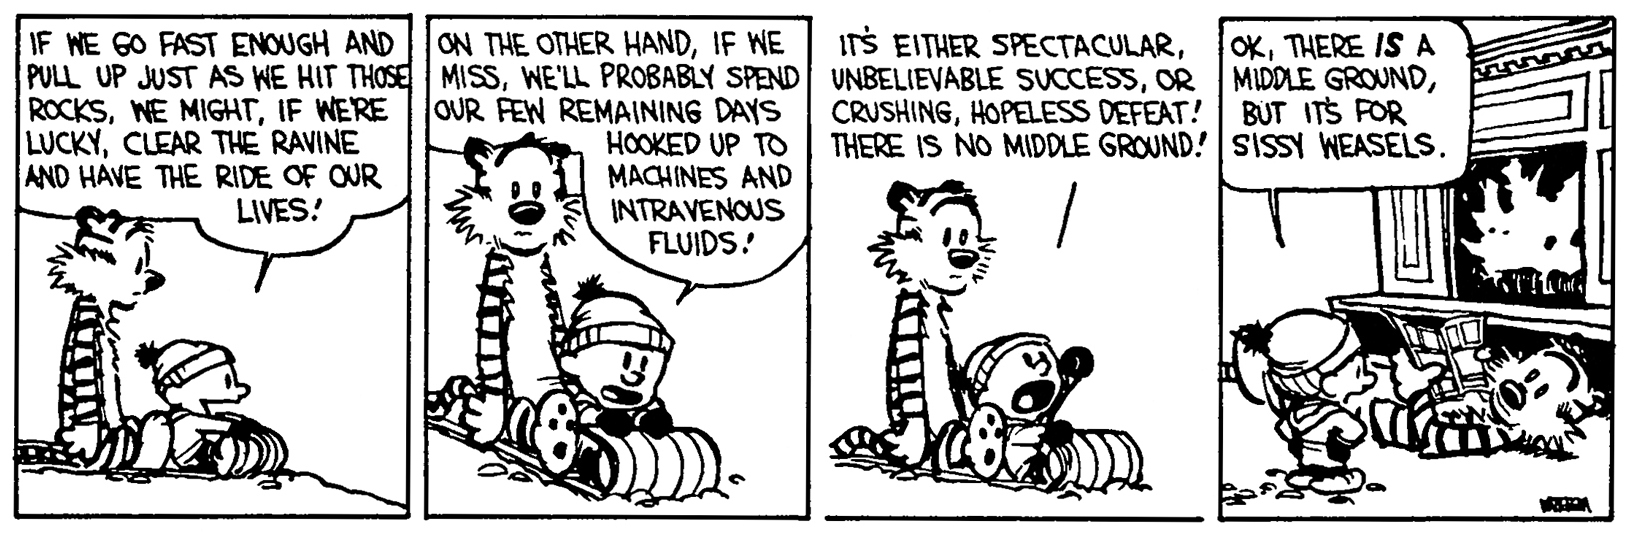 IF WE GO FAST ENOUGH AND
PULL UP JUST AS WE HIT THOSE
ROCKS, WE MIGHT, IF WE'RE
LUCKY, CLEAR THE RAVINE
AND HAVE THE RIDE OF OUR
LIVES!
ON THE OTHER HAND, IF WE
MISS, WE'LL PROBABLY SPEND
OUR FEW REMAINING DAYS
HOOKED UP TO
MACHINES AND
INTRAVENOUS
FLUIDS!
IT'S EITHER SPECTACULAR,
UNBELIEVABLE SUCCESS, OR
CRUSHING, HOPELESS DEFEAT!
THERE IS NO MIDDLE GROUND!
OK, THERE IS A
MIDDLE GROUND,
BUT IT'S FOR
SISSY WEASELS.